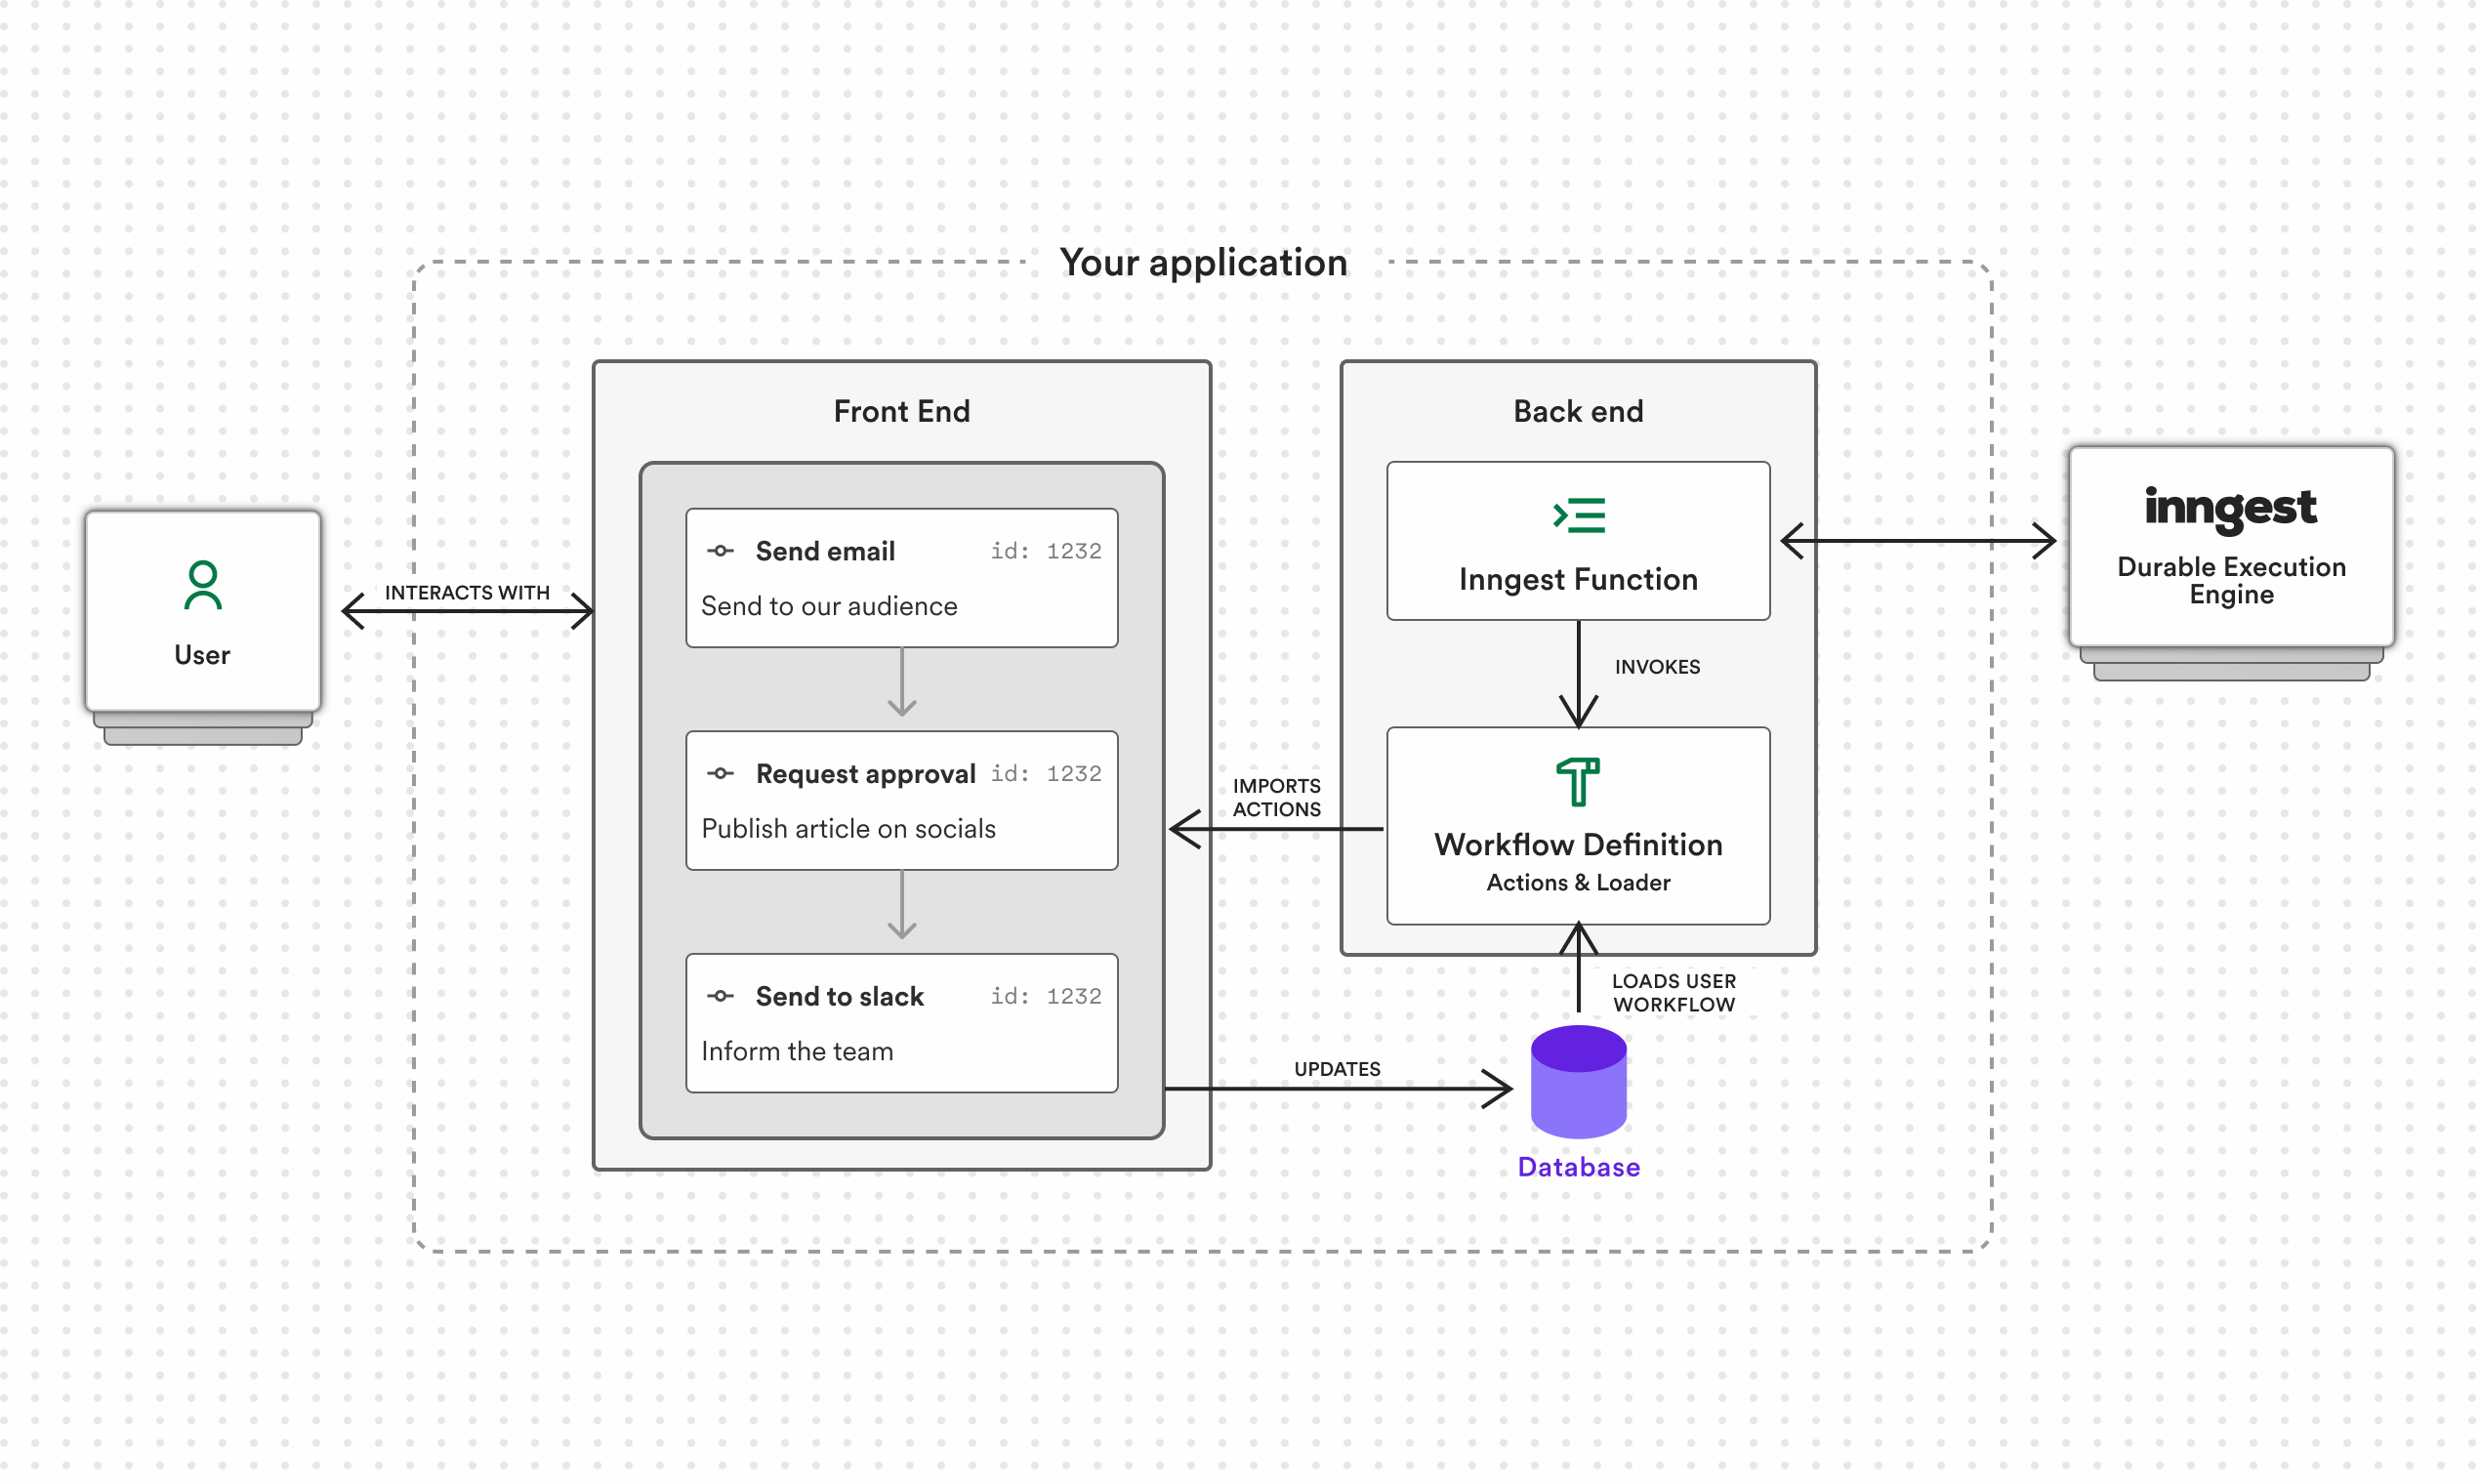 Your application
User
INTERACTS WITH
Front End
Send email id: 1232
Send to our audience
Request approval id: 1232
Publish article on socials
Send to slack id: 1232
Inform the team
IMPORTS
ACTIONS
UPDATES
Back end
Inngest Function
INVOKES
Workflow Definition
Actions & Loader
LOADS USER
WORKFLOW
Database
inngest
Durable Execution
Engine